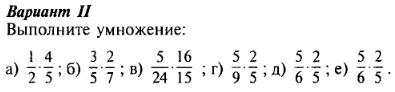 Вариант II
Выполните умножение:
а) 1/2 · 4/5 ; б) 3/5 · 2/7 ; в) 5/24 · 16/15 ; г) 5/9 · 2/5 ; д) 5/6 · 2/5 ; е) 5/6 · 2/5 .